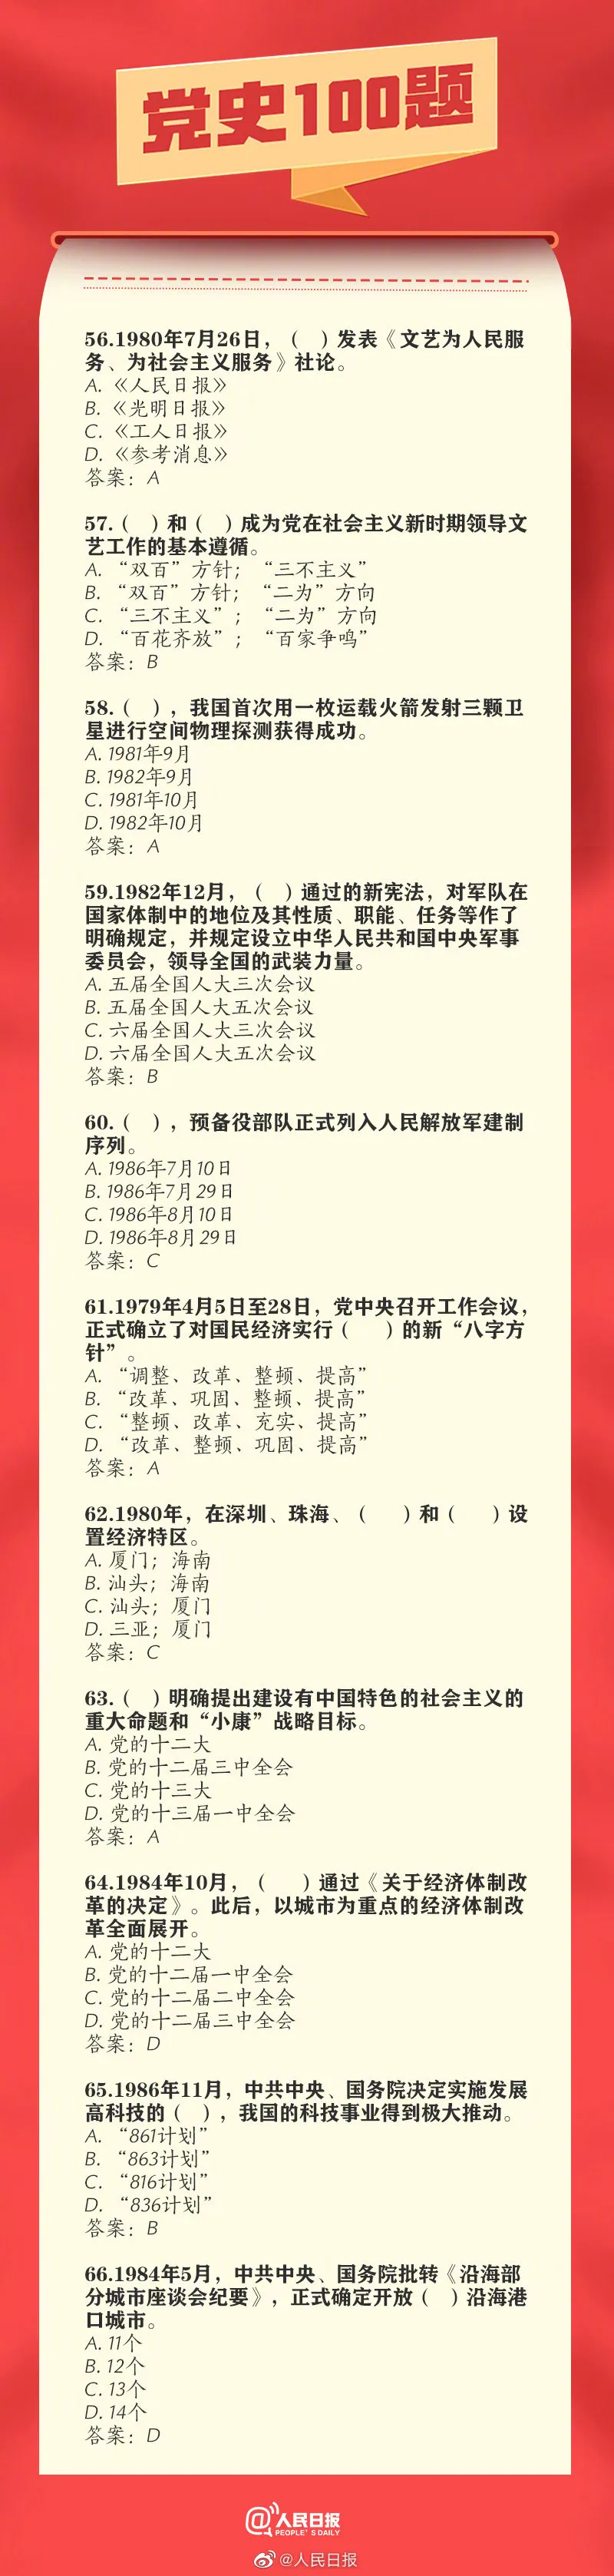 党史100题
56.1980年7月26日，（　）发表《文艺为人民服
务、为社会主义服务》社论。
A.《人民日报》
B.《光明日报》
C.《工人日报》
D.《参考消息》
答案：A
57.（　）和（　）成为党在社会主义新时期领导文
艺工作的基本遵循。
A. “双百”方针；“三不主义”
B. “双百”方针；“二为”方向
C. “三不主义”；“二为”方向
D. “百花齐放”；“百家争鸣”
答案：B
58.（　），我国首次用一枚运载火箭发射三颗卫
星进行空间物理探测获得成功。
A. 1981年9月
B. 1982年9月
C. 1981年10月
D. 1982年10月
答案：A
59.1982年12月，（　）通过的新宪法，对军队在
国家体制中的地位及其性质、职能、任务等作了
明确规定，并规定设立中华人民共和国中央军事
委员会，领导全国的武装力量。
A. 五届全国人大三次会议
B. 五届全国人大五次会议
C. 六届全国人大三次会议
D. 六届全国人大五次会议
答案：B
60.（　），预备役部队正式列入人民解放军建制
序列。
A. 1986年7月10日
B. 1986年7月29日
C. 1986年8月10日
D. 1986年8月29日
答案：C
61.1979年4月5日至28日，党中央召开工作会议，
正式确立了对国民经济实行（　）的新“八字方
针”。
A. “调整、改革、整顿、提高”
B. “改革、巩固、整顿、提高”
C. “整顿、改革、充实、提高”
D. “改革、整顿、巩固、提高”
答案：A
62.1980年，在深圳、珠海、（　）和（　）设
置经济特区。
A. 厦门；海南
B. 汕头；海南
C. 汕头；厦门
D. 三亚；厦门
答案：C
63.（　）明确提出建设有中国特色的社会主义的
重大命题和“小康”战略目标。
A. 党的十二大
B. 党的十二届三中全会
C. 党的十三大
D. 党的十三届一中全会
答案：A
64.1984年10月，（　）通过《关于经济体制改
革的决定》。此后，以城市为重点的经济体制改
革全面展开。
A. 党的十二大
B. 党的十二届一中全会
C. 党的十二届二中全会
D. 党的十二届三中全会
答案：D
65.1986年11月，中共中央、国务院决定实施发展
高科技的（　），我国的科技事业得到极大推动。
A. “861计划”
B. “863计划”
C. “816计划”
D. “836计划”
答案：B
66.1984年5月，中共中央、国务院批转《沿海部
分城市座谈会纪要》，正式确定开放（　）沿海港
口城市。
A. 11个
B. 12个
C. 13个
D. 14个
答案：D
@人民日报
PEOPLE'S DAILY
@人民日报